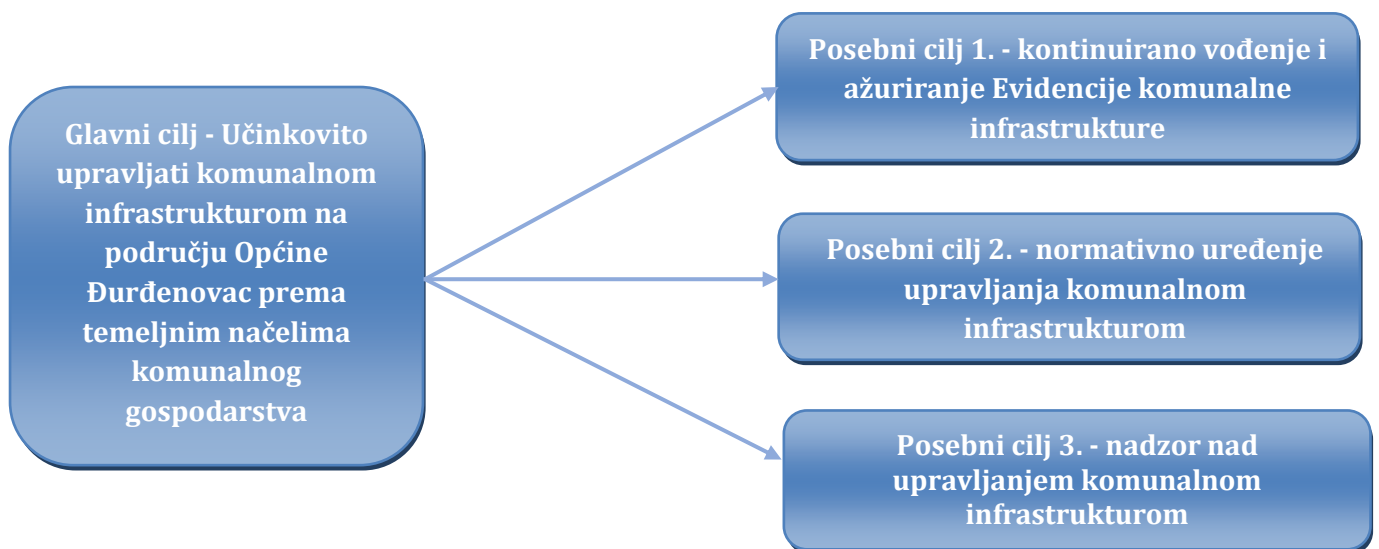 Glavni cilj - Učinkovito
upravljati komunalnom
infrastrukturom na
području Općine
Đurđenovac prema
temeljnim načelima
komunalnog
gospodarstva
Posebni cilj 1. - kontinuirano vođenje i
ažuriranje Evidencije komunalne
infrastrukture
Posebni cilj 2. - normativno uređenje
upravljanja komunalnom
infrastrukturom
Posebni cilj 3. - nadzor nad
upravljanjem komunalnom
infrastrukturom